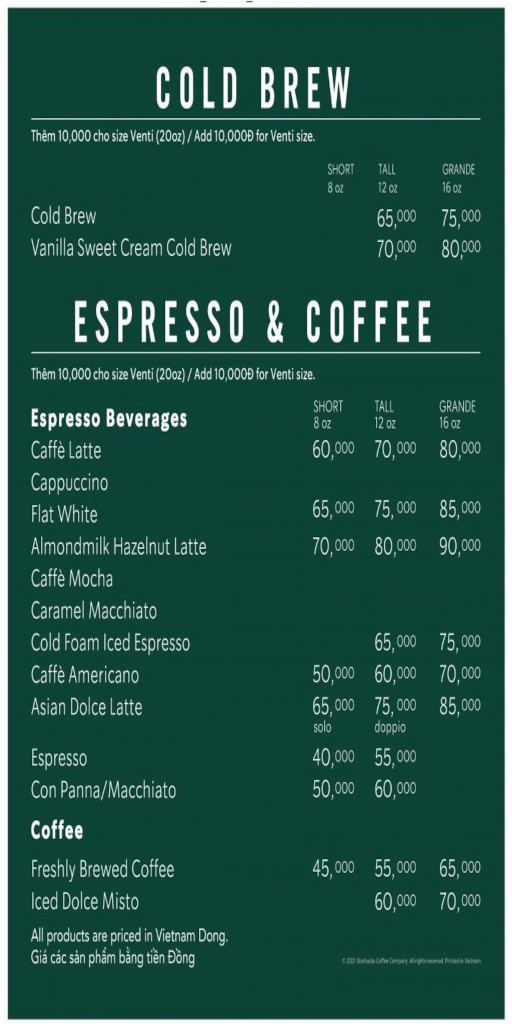 COLD BREW
Thêm 10,000 cho size Venti (20oz) / Add 10,000Đ for Venti size.
SHORT TALL GRANDE
8 oz 12 oz 16 oz
Cold Brew 65,000 75,000
Vanilla Sweet Cream Cold Brew 70,000 80,000
ESPRESSO & COFFEE
Thêm 10,000 cho size Venti (20oz) / Add 10,000Đ for Venti size.
SHORT TALL GRANDE
Espresso Beverages 8 oz 12 oz 16 oz
Caffè Latte 60,000 70,000 80,000
Cappuccino
Flat White 65,000 75,000 85,000
Almondmilk Hazelnut Latte 70,000 80,000 90,000
Caffè Mocha
Caramel Macchiato
Cold Foam Iced Espresso 65,000 75,000
Caffè Americano 50,000 60,000 70,000
Asian Dolce Latte 65,000 75,000 85,000
solo doppio
Espresso 40,000 55,000
Con Panna/Macchiato 50,000 60,000
Coffee
Freshly Brewed Coffee 45,000 55,000 65,000
Iced Dolce Misto 60,000 70,000
All products are priced in Vietnam Dong.
Giá các sản phẩm bằng tiền Đồng
© 2021 Starbucks Coffee Company. All rights reserved. Printed in Vietnam.